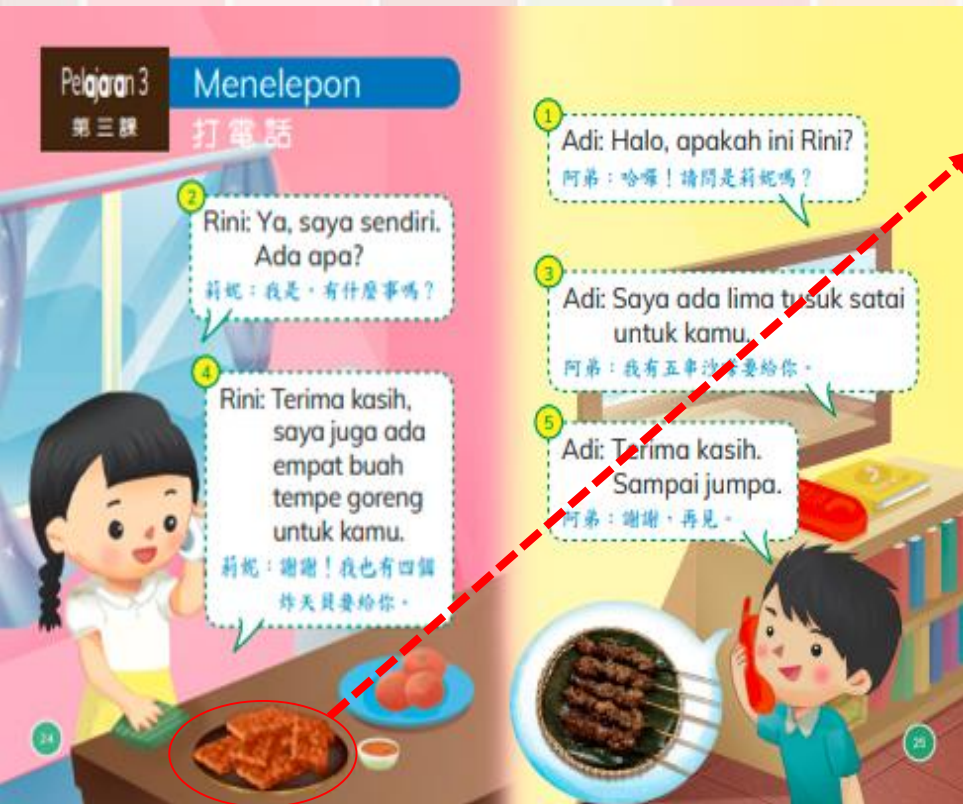 Pelajaran 3
第三課
Menelepon
打電話
1
Adi: Halo, apakah ini Rini?
阿弟：哈囉！請問是莉妮嗎？
2
Rini: Ya, saya sendiri.
Ada apa?
莉妮：我是，有什麼事嗎？
3
Adi: Saya ada lima tusuk satai
untuk kamu.
阿弟：我有五串沙嗲要給你。
4
Rini: Terima kasih,
saya juga ada
empat buah
tempe goreng
untuk kamu.
莉妮：謝謝！我也有四個
炸天貝要給你。
5
Adi: Terima kasih.
Sampai jumpa.
阿弟：謝謝，再見。
24
25